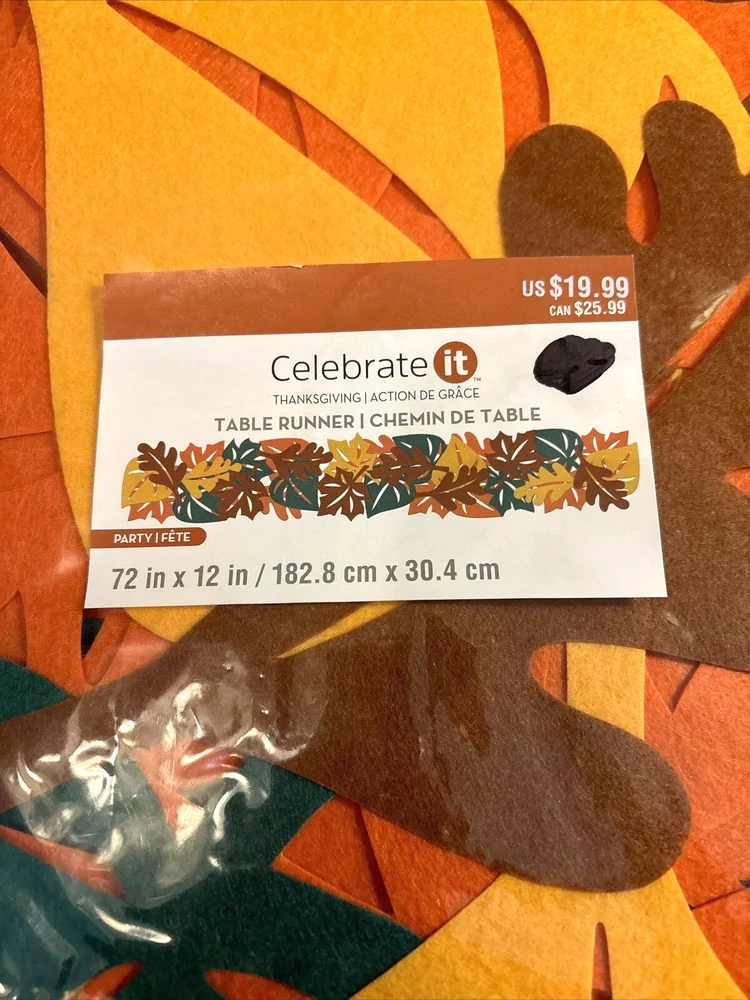 US $19.99
CAN $25.99
Celebrate it™
THANKSGIVING | ACTION DE GRÂCE
TABLE RUNNER | CHEMIN DE TABLE
PARTY | FÊTE
72 in x 12 in / 182.8 cm x 30.4 cm